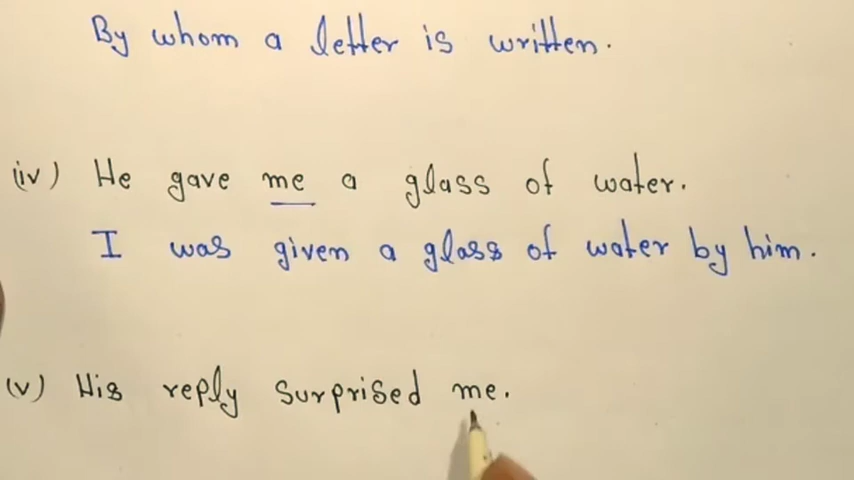 By whom a letter is written.
(iv) He gave me a glass of water.
I was given a glass of water by him.
(v) His reply surprised me.